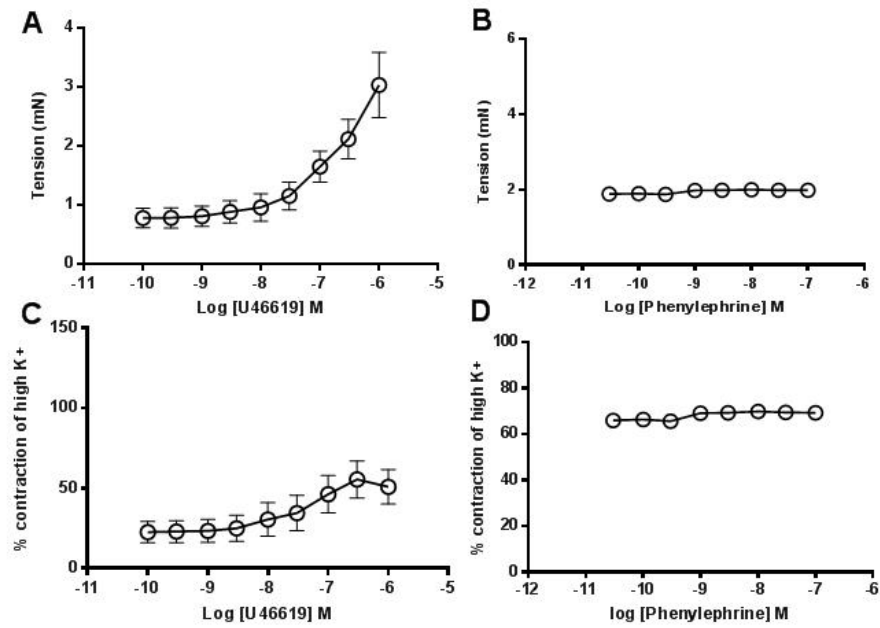 A
Tension (mN)
4
3
2
1
0
-11 -10 -9 -8 -7 -6 -5
Log [U46619] M
B
Tension (mN)
6
4
2
0
-12 -11 -10 -9 -8 -7 -6
Log [Phenylephrine] M
C
% contraction of high K+
150
100
50
0
-11 -10 -9 -8 -7 -6 -5
Log [U46619] M
D
% contraction of high K+
100
80
60
40
20
0
-12 -11 -10 -9 -8 -7 -6
log [Phenylephrine] M